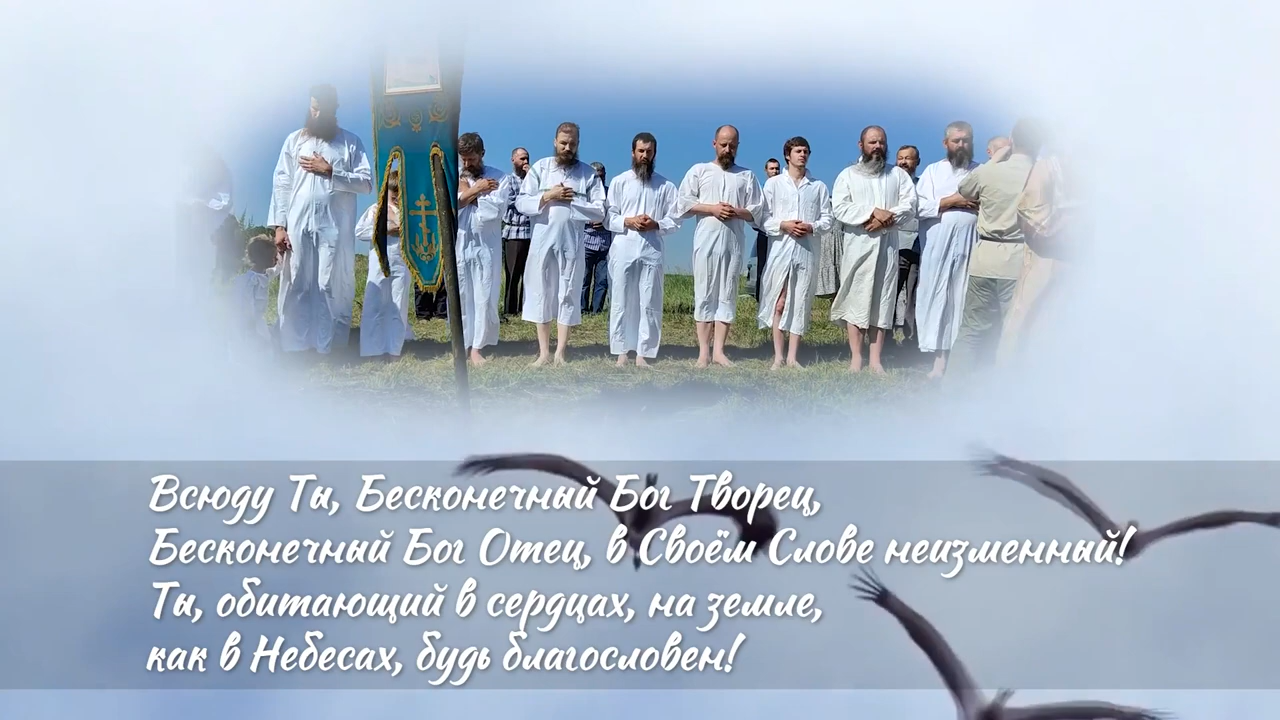 Всюду Ты, Бесконечный Бог Творец,
Бесконечный Бог Отец, в Своём Слове неизменный!
Ты, обитающий в сердцах, на земле,
как в Небесах, будь благословен!